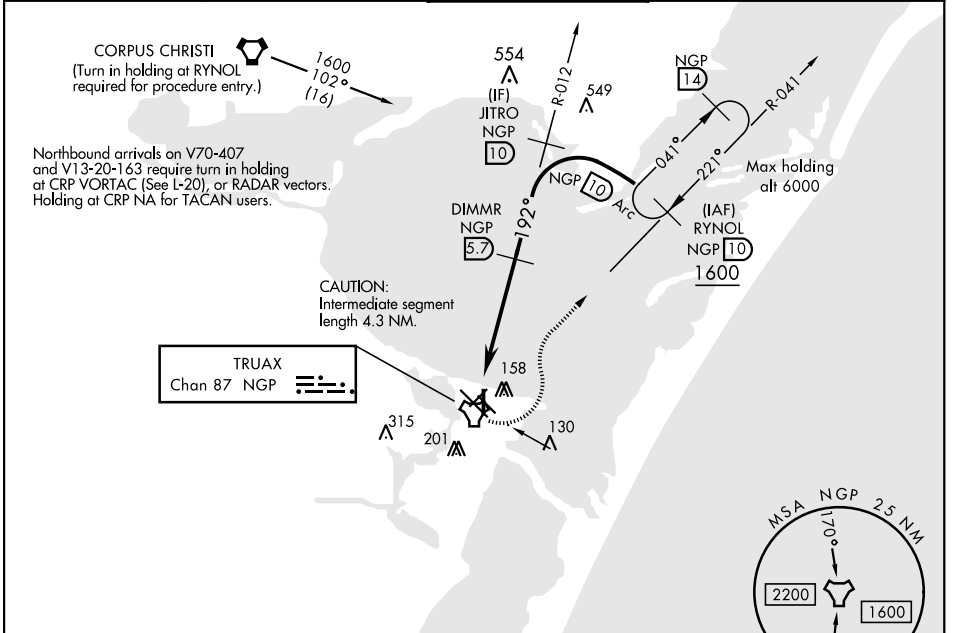 CORPUS CHRISTI
(Turn in holding at RYNOL
required for procedure entry.)
1600
102°
(16)
Northbound arrivals on V70-407
and V13-20-163 require turn in holding
at CRP VORTAC (See L-20), or RADAR vectors.
Holding at CRP NA for TACAN users.
554
(IF)
JITRO
NGP
10
R-012
549
NGP
14
R-041
041°
221°
Max holding
alt 6000
NGP 10 Arc
(IAF)
RYNOL
NGP 10
1600
192°
DIMMR
NGP
5.7
CAUTION:
Intermediate segment
length 4.3 NM.
TRUAX
Chan 87 NGP
158
315
201
130
MSA NGP 25 NM
170°
2200
1600